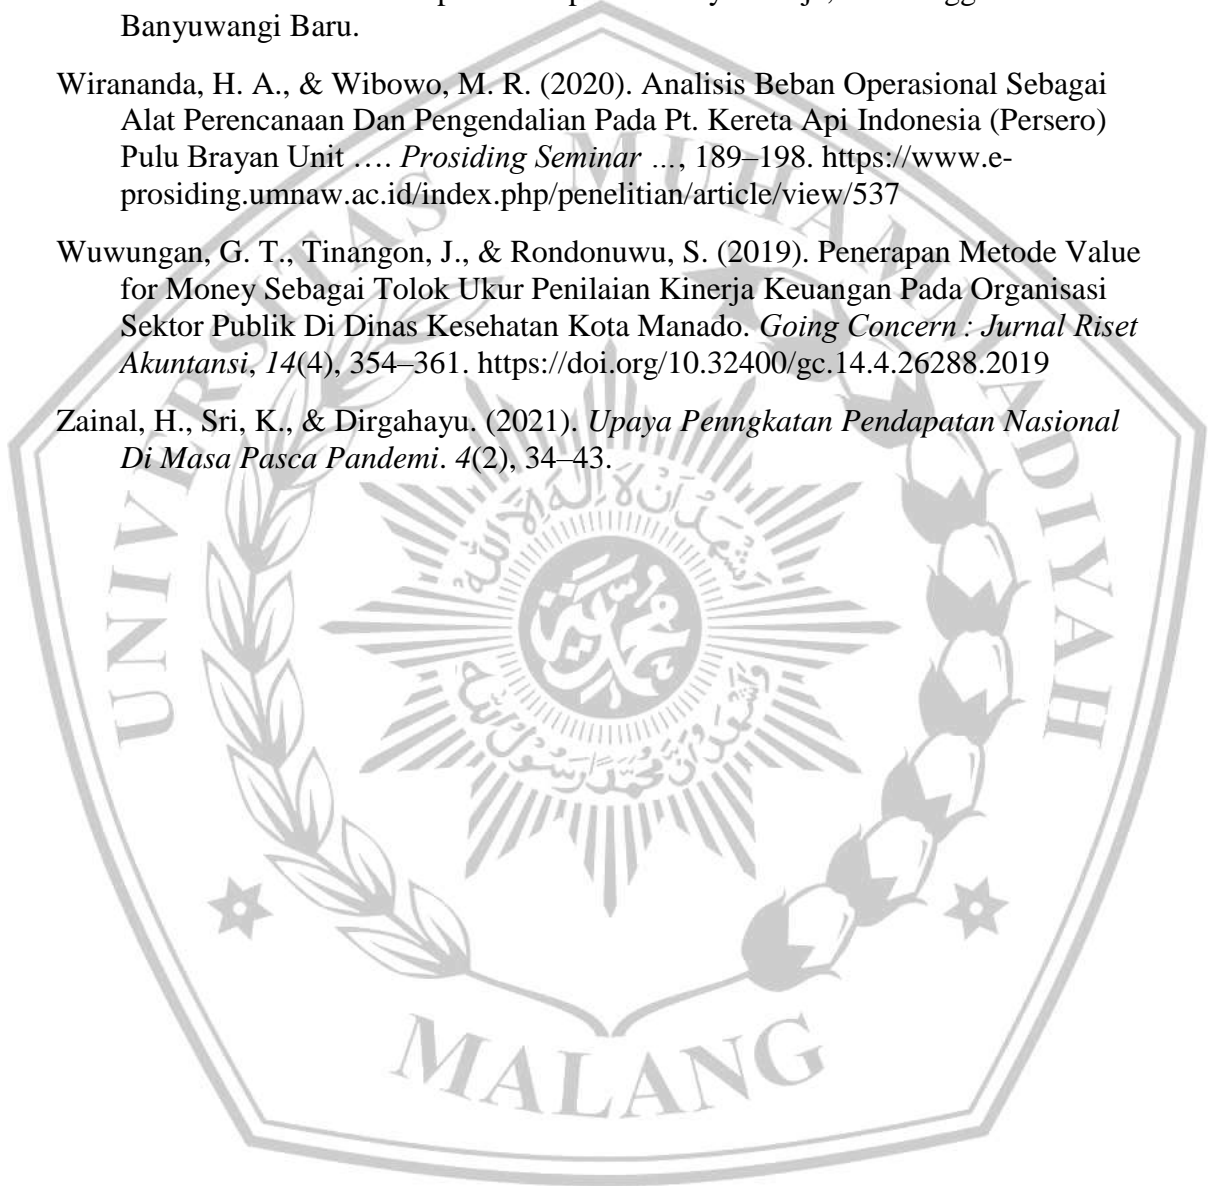 Banyuwangi Baru.
Wirananda, H. A., & Wibowo, M. R. (2020). Analisis Beban Operasional Sebagai
Alat Perencanaan Dan Pengendalian Pada Pt. Kereta Api Indonesia (Persero)
Pulu Brayan Unit …. Prosiding Seminar …, 189–198. https://www.e-
prosiding.umnaw.ac.id/index.php/penelitian/article/view/537
Wuwungan, G. T., Tinangon, J., & Rondonuwu, S. (2019). Penerapan Metode Value
for Money Sebagai Tolok Ukur Penilaian Kinerja Keuangan Pada Organisasi
Sektor Publik Di Dinas Kesehatan Kota Manado. Going Concern : Jurnal Riset
Akuntansi, 14(4), 354–361. https://doi.org/10.32400/gc.14.4.26288.2019
Zainal, H., Sri, K., & Dirgahayu. (2021). Upaya Penngkatan Pendapatan Nasional
Di Masa Pasca Pandemi. 4(2), 34–43.
UNIVERSITAS MUHAMMADIYAH
MALANG